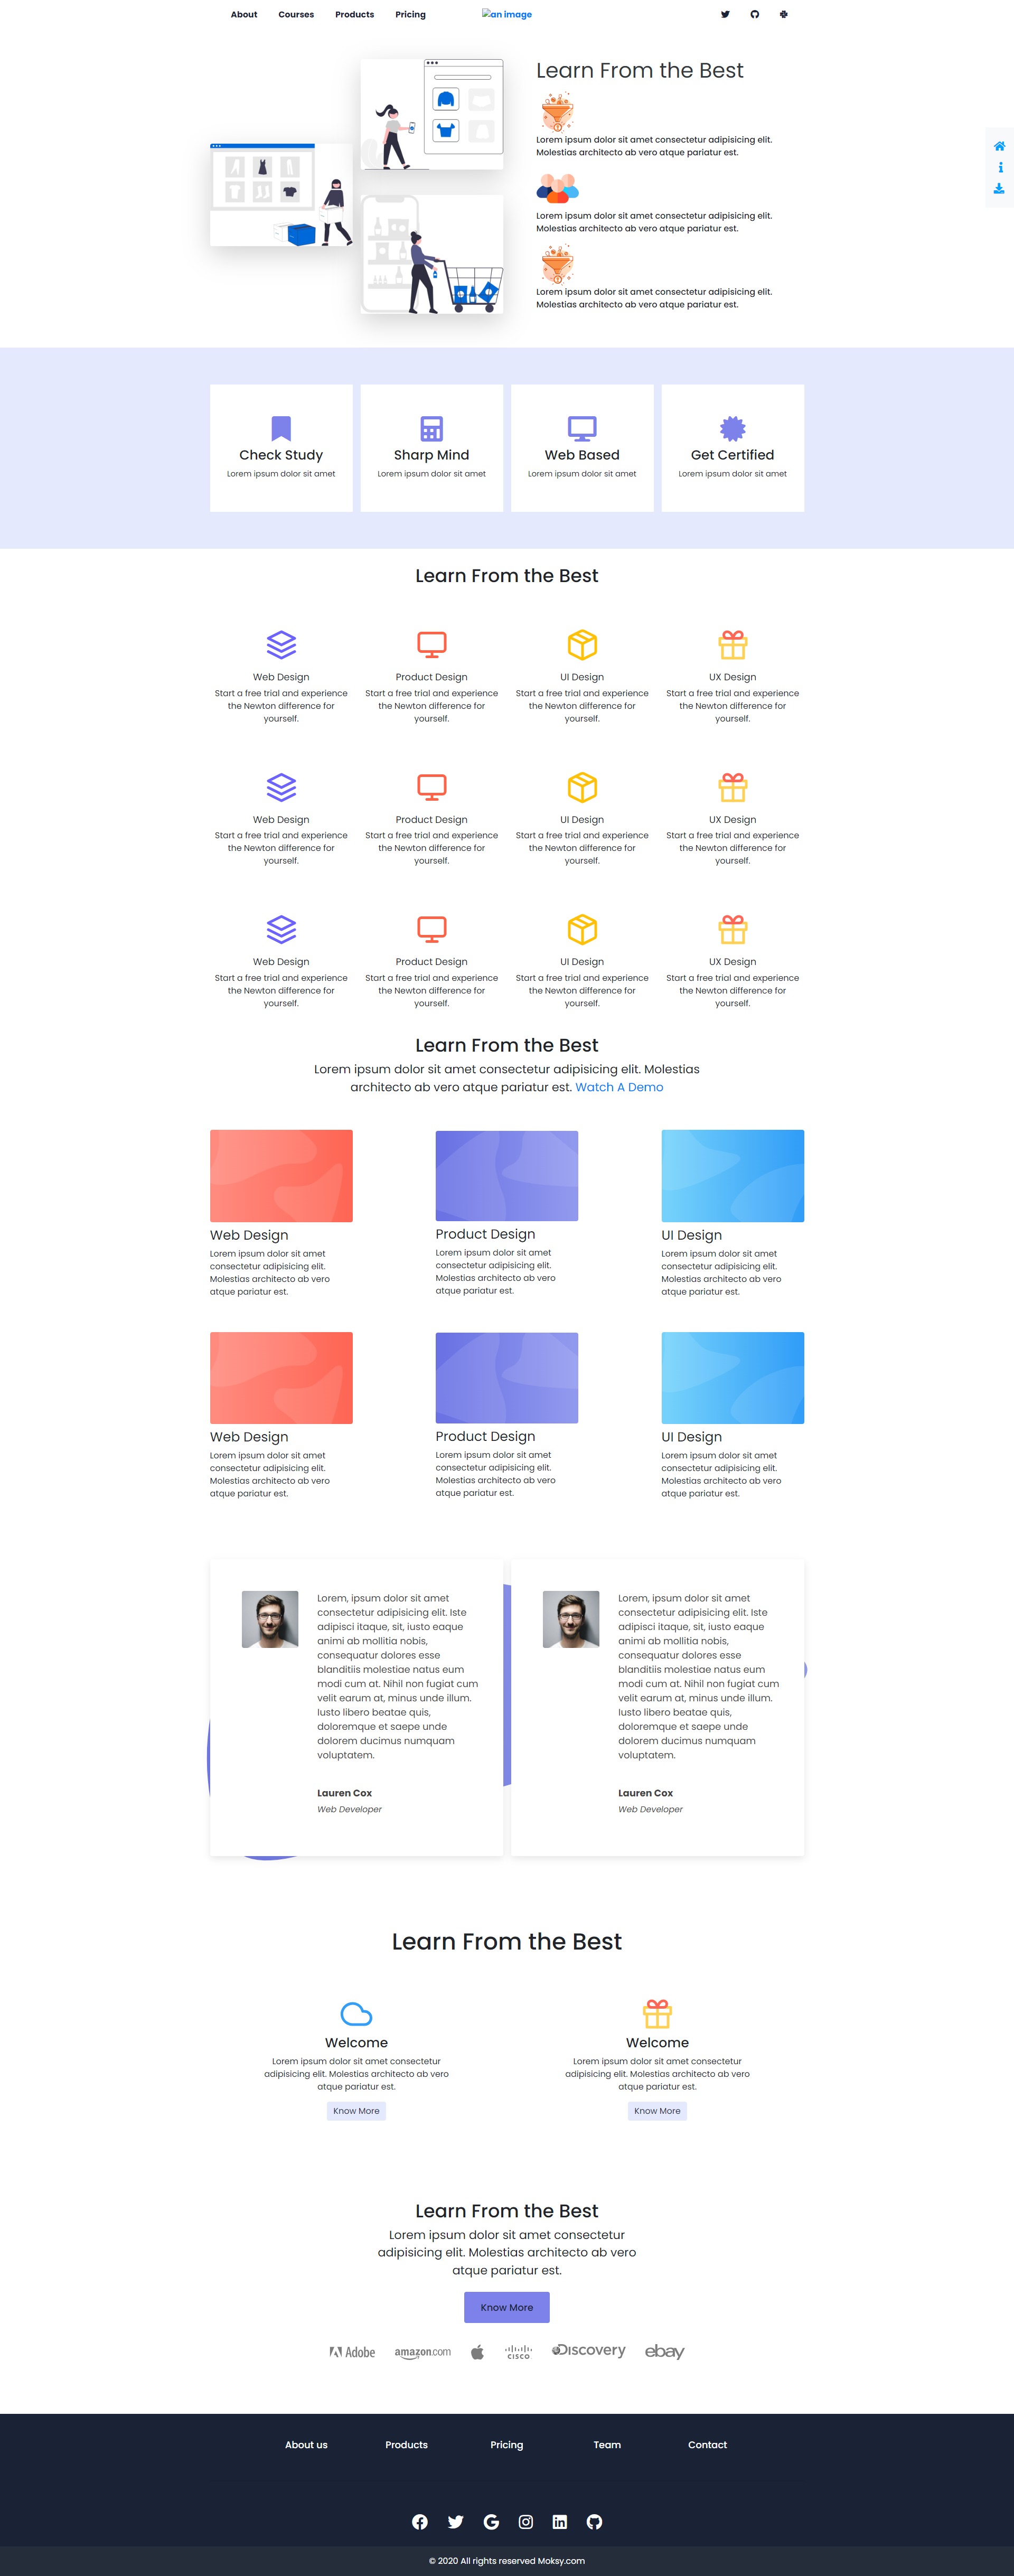 About Courses Products Pricing an image
Learn From the Best
Lorem ipsum dolor sit amet consectetur adipisicing elit.
Molestias architecto ab vero atque pariatur est.
Lorem ipsum dolor sit amet consectetur adipisicing elit.
Molestias architecto ab vero atque pariatur est.
Lorem ipsum dolor sit amet consectetur adipisicing elit.
Molestias architecto ab vero atque pariatur est.
Check Study Sharp Mind Web Based Get Certified
Lorem ipsum dolor sit amet Lorem ipsum dolor sit amet Lorem ipsum dolor sit amet Lorem ipsum dolor sit amet
Learn From the Best
Web Design Product Design UI Design UX Design
Start a free trial and experience Start a free trial and experience Start a free trial and experience Start a free trial and experience
the Newton difference for the Newton difference for the Newton difference for the Newton difference for
yourself. yourself. yourself. yourself.
Web Design Product Design UI Design UX Design
Start a free trial and experience Start a free trial and experience Start a free trial and experience Start a free trial and experience
the Newton difference for the Newton difference for the Newton difference for the Newton difference for
yourself. yourself. yourself. yourself.
Web Design Product Design UI Design UX Design
Start a free trial and experience Start a free trial and experience Start a free trial and experience Start a free trial and experience
the Newton difference for the Newton difference for the Newton difference for the Newton difference for
yourself. yourself. yourself. yourself.
Learn From the Best
Lorem ipsum dolor sit amet consectetur adipisicing elit. Molestias
architecto ab vero atque pariatur est. Watch A Demo
Web Design
Lorem ipsum dolor sit amet
consectetur adipisicing elit.
Molestias architecto ab vero
atque pariatur est.
Product Design
Lorem ipsum dolor sit amet
consectetur adipisicing elit.
Molestias architecto ab vero
atque pariatur est.
UI Design
Lorem ipsum dolor sit amet
consectetur adipisicing elit.
Molestias architecto ab vero
atque pariatur est.
Web Design
Lorem ipsum dolor sit amet
consectetur adipisicing elit.
Molestias architecto ab vero
atque pariatur est.
Product Design
Lorem ipsum dolor sit amet
consectetur adipisicing elit.
Molestias architecto ab vero
atque pariatur est.
UI Design
Lorem ipsum dolor sit amet
consectetur adipisicing elit.
Molestias architecto ab vero
atque pariatur est.
Lorem, ipsum dolor sit amet
consectetur adipisicing elit. Iste
adipisci itaque, sit, iusto eaque
animi ab mollitia nobis,
consequatur dolores esse
blanditiis molestiae natus eum
modi cum at. Nihil non fugiat cum
velit earum at, minus unde illum.
Iusto libero beatae quis,
doloremque et saepe unde
dolorem ducimus numquam
voluptatem.
Lauren Cox
Web Developer
Lorem, ipsum dolor sit amet
consectetur adipisicing elit. Iste
adipisci itaque, sit, iusto eaque
animi ab mollitia nobis,
consequatur dolores esse
blanditiis molestiae natus eum
modi cum at. Nihil non fugiat cum
velit earum at, minus unde illum.
Iusto libero beatae quis,
doloremque et saepe unde
dolorem ducimus numquam
voluptatem.
Lauren Cox
Web Developer
Learn From the Best
Welcome
Lorem ipsum dolor sit amet consectetur
adipisicing elit. Molestias architecto ab vero
atque pariatur est.
Know More
Welcome
Lorem ipsum dolor sit amet consectetur
adipisicing elit. Molestias architecto ab vero
atque pariatur est.
Know More
Learn From the Best
Lorem ipsum dolor sit amet consectetur
adipisicing elit. Molestias architecto ab vero
atque pariatur est.
Know More
Adobe amazon.com CISCO Discovery ebay
About us Products Pricing Team Contact
© 2020 All rights reserved Moksy.com